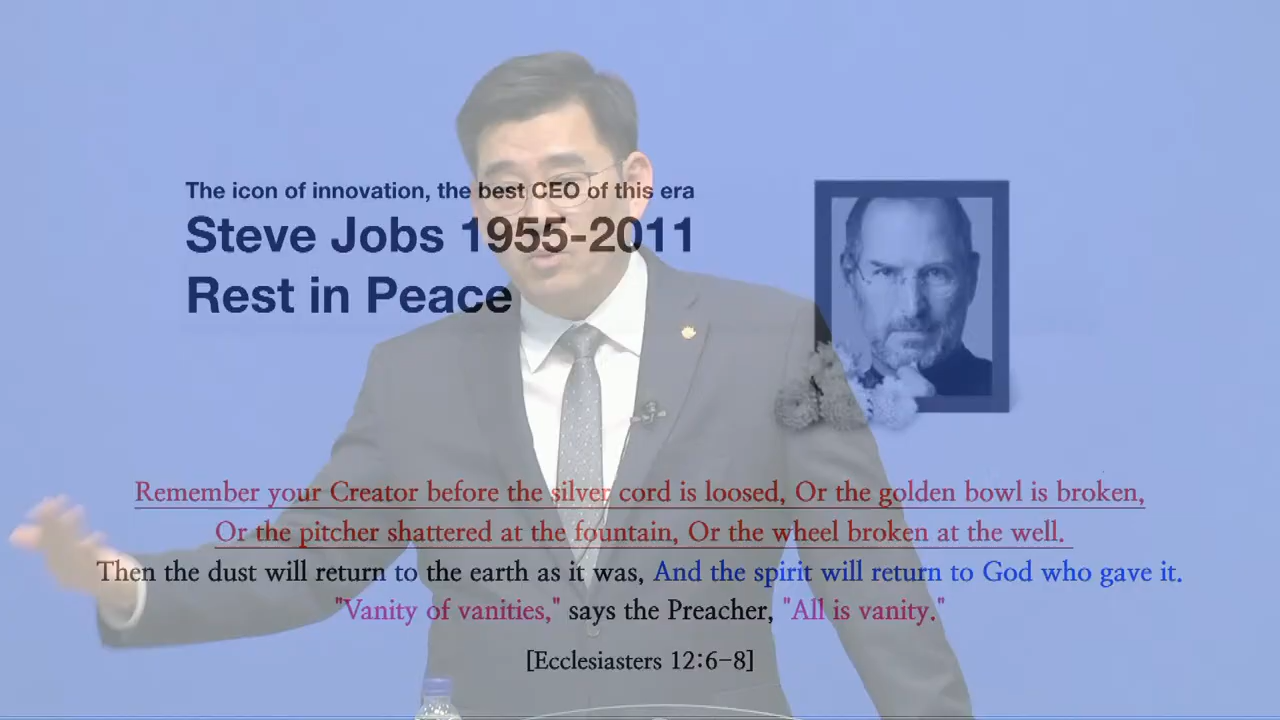 The icon of innovation, the best CEO of this era
Steve Jobs 1955-2011
Rest in Peace
Remember your Creator before the silver cord is loosed, Or the golden bowl is broken,
Or the pitcher shattered at the fountain, Or the wheel broken at the well.
Then the dust will return to the earth as it was, And the spirit will return to God who gave it.
"Vanity of vanities," says the Preacher, "All is vanity."
[Ecclesiasters 12:6-8]